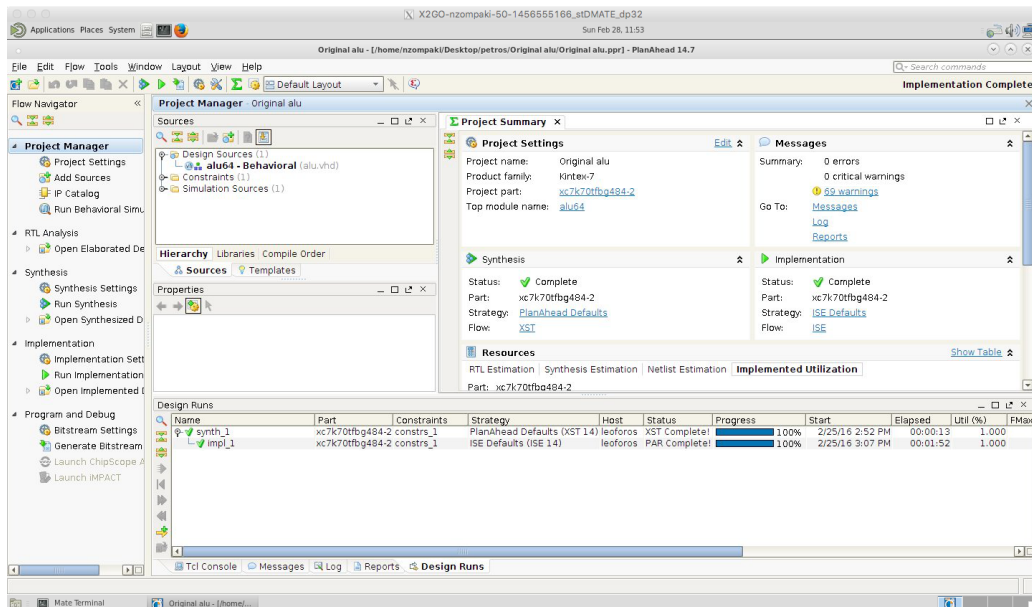 X2GO-nzompaki-50-1456555166_stDMATE_dp32
Applications Places System
Sun Feb 28, 11:53
Original alu - [/home/nzompaki/Desktop/petros/Original alu/Original alu.ppr] - PlanAhead 14.7
File Edit Flow Tools Window Layout View Help
Search commands
Default Layout
Implementation Complete
Flow Navigator
Project Manager
Project Settings
Add Sources
IP Catalog
Run Behavioral Simu
RTL Analysis
Open Elaborated De
Synthesis
Synthesis Settings
Run Synthesis
Open Synthesized D
Implementation
Implementation Sett
Run Implementation
Open Implemented
Program and Debug
Bitstream Settings
Generate Bitstream
Launch ChipScope A
Launch iMPACT
Project Manager - Original alu
Sources
Design Sources (1)
alu64 - Behavioral (alu.vhd)
Constraints (1)
Simulation Sources (1)
Hierarchy Libraries Compile Order
Sources Templates
Properties
Project Summary
Project Settings Edit
Project name: Original alu
Product family: Kintex-7
Project part: xc7k70tfbg484-2
Top module name: alu64
Messages
Summary: 0 errors
0 critical warnings
69 warnings
Go To: Messages
Log
Reports
Synthesis
Status: Complete
Part: xc7k70tfbg484-2
Strategy: PlanAhead Defaults
Flow: XST
Implementation
Status: Complete
Part: xc7k70tfbg484-2
Strategy: ISE Defaults
Flow: ISE
Resources Show Table
RTL Estimation Synthesis Estimation Netlist Estimation Implemented Utilization
Part: xc7k70tfbg484-2
Design Runs
Name Part Constraints Strategy Host Status Progress Start Elapsed Util (%) FMax
synth_1 xc7k70tfbg484-2 constrs_1 PlanAhead Defaults (XST 14) leoforos XST Complete! 100% 2/25/16 2:52 PM 00:00:13 1.000
impl_1 xc7k70tfbg484-2 constrs_1 ISE Defaults (ISE 14) leoforos PAR Complete! 100% 2/25/16 3:07 PM 00:01:52 1.000
Tcl Console Messages Log Reports Design Runs
Mate Terminal
Original alu - [/home/...